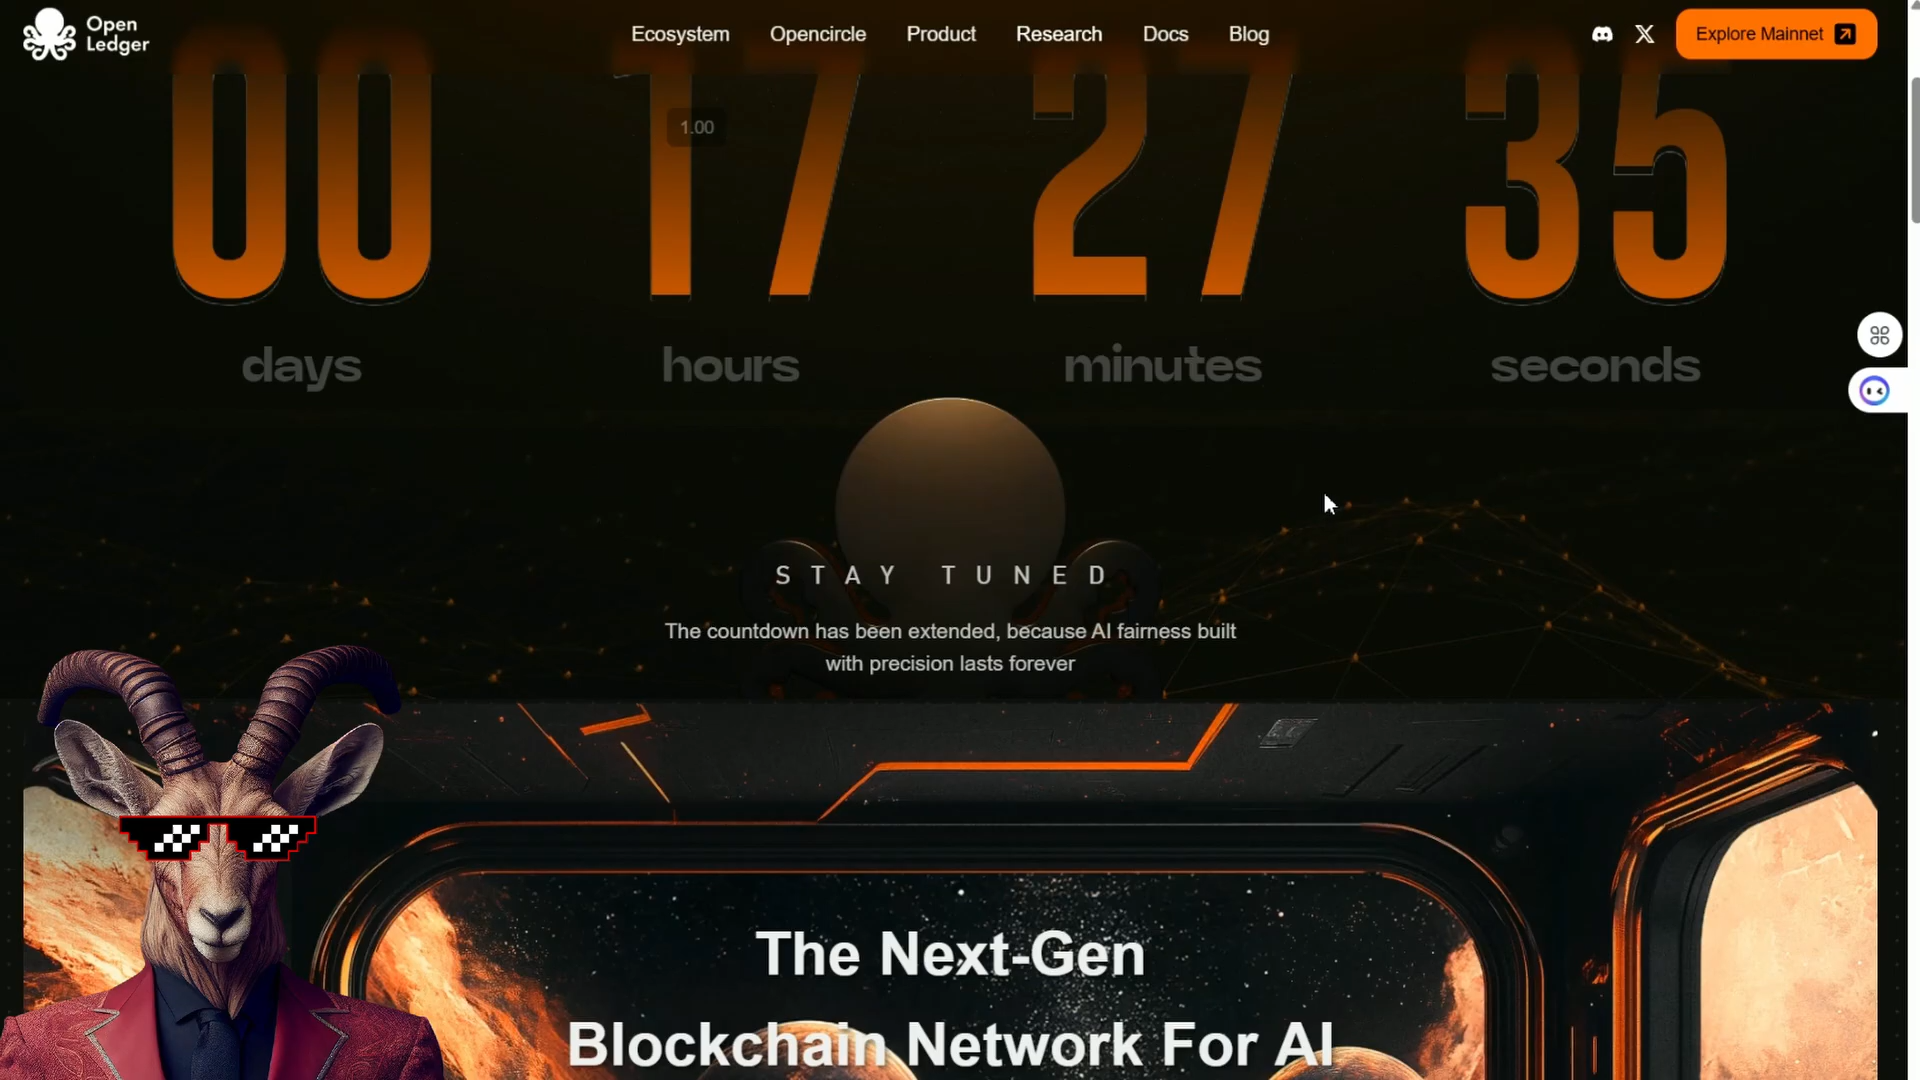 Open
Ledger
Ecosystem Opencircle Product Research Docs Blog
Explore Mainnet
00 17 27 35
1.00
days hours minutes seconds
STAY TUNED
The countdown has been extended, because AI fairness built
with precision lasts forever
The Next-Gen
Blockchain Network For AI